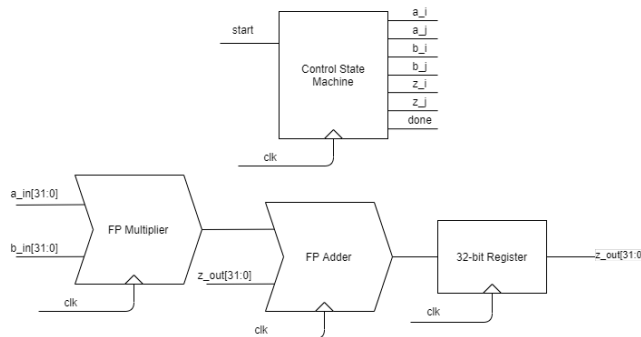 start
a_i
a_j
b_i
b_j
z_i
z_j
done
Control State
Machine
clk
a_in[31:0]
b_in[31:0]
FP Multiplier
clk
z_out[31:0]
FP Adder
clk
32-bit Register
clk
z_out[31:0